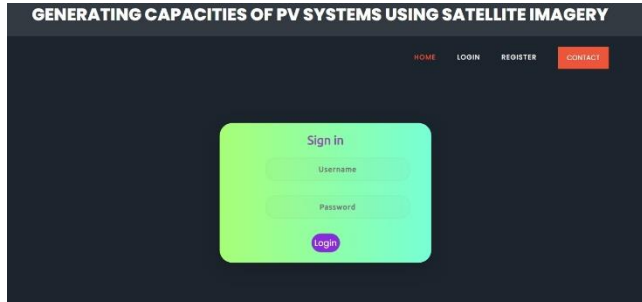 GENERATING CAPACITIES OF PV SYSTEMS USING SATELLITE IMAGERY
HOME LOGIN REGISTER CONTACT
Sign in
Username
Password
Login